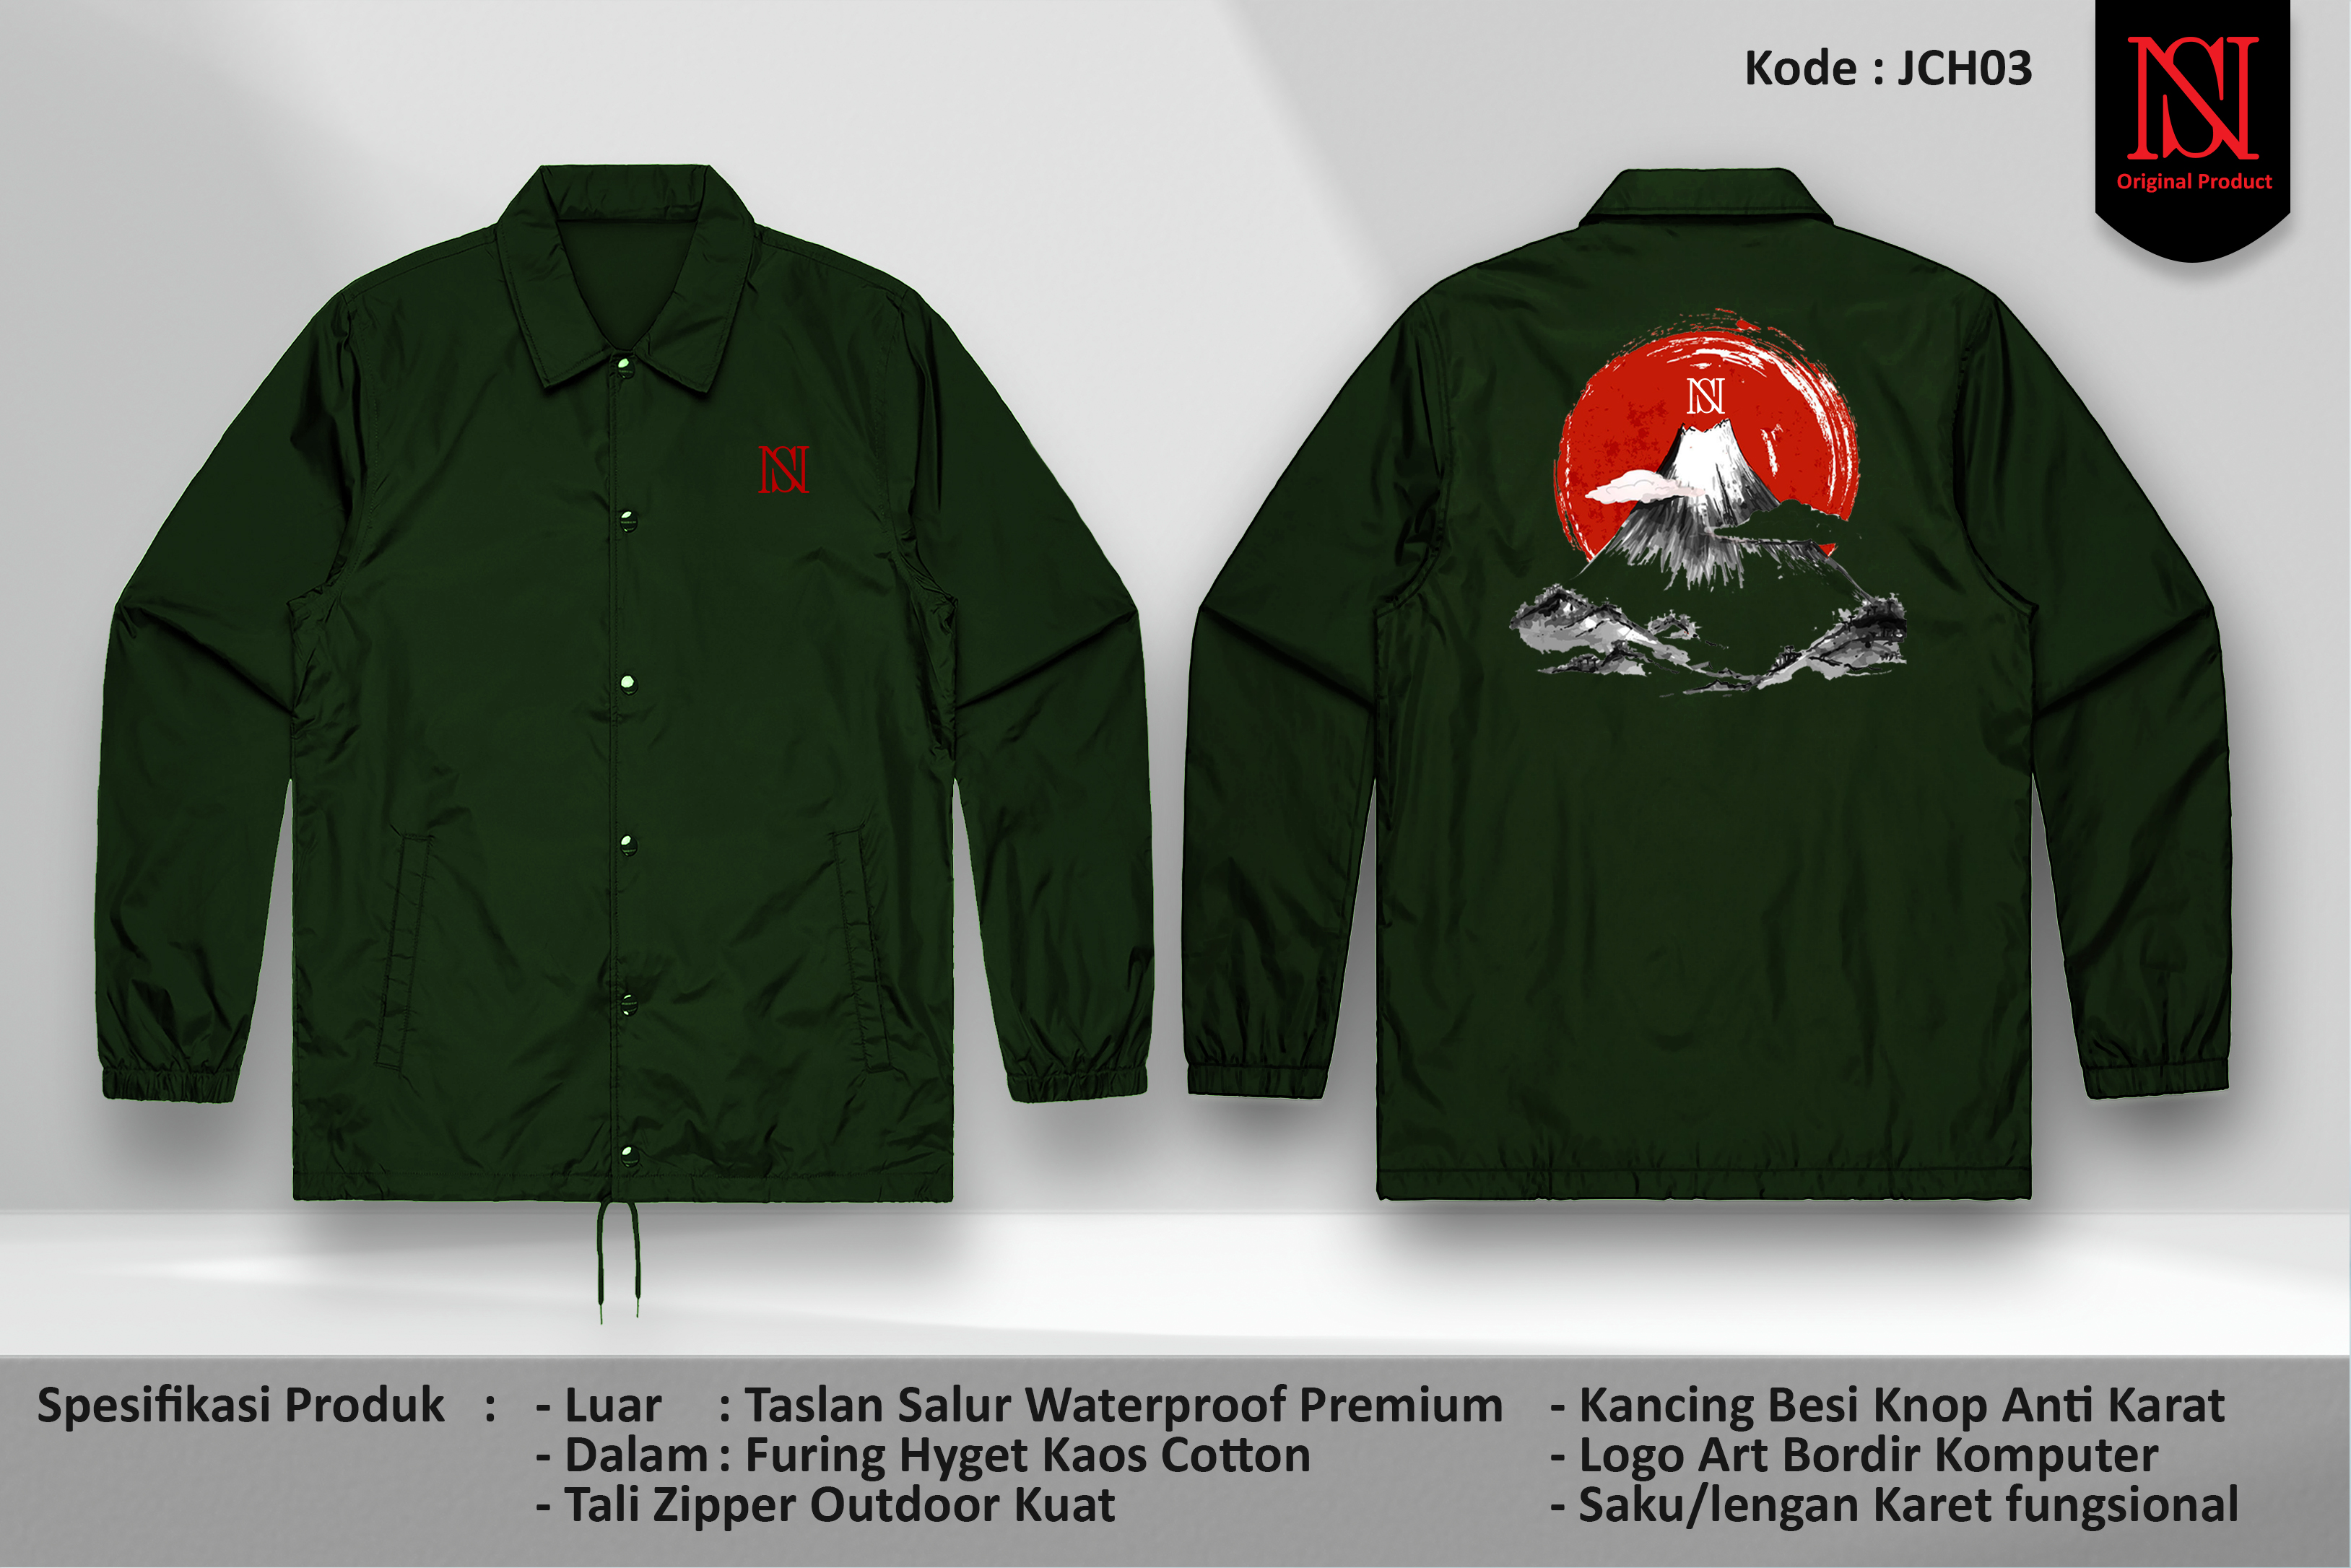 Kode : JCH03
NS
Original Product
NS
NS
Spesifikasi Produk : - Luar : Taslan Salur Waterproof Premium
- Dalam : Furing Hyget Kaos Cotton
- Tali Zipper Outdoor Kuat
- Kancing Besi Knop Anti Karat
- Logo Art Bordir Komputer
- Saku/lengan Karet fungsional